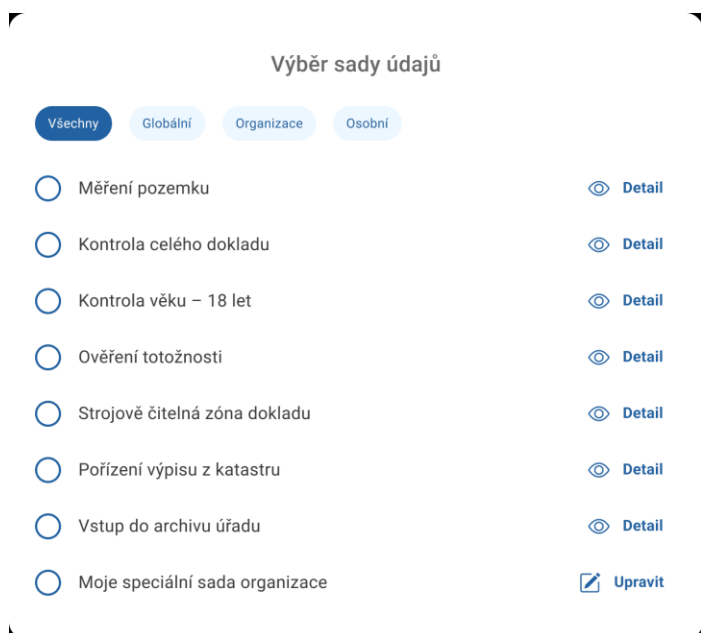 Výběr sady údajů
Všechny Globální Organizace Osobní
Měření pozemku Detail
Kontrola celého dokladu Detail
Kontrola věku – 18 let Detail
Ověření totožnosti Detail
Strojově čitelná zóna dokladu Detail
Pořízení výpisu z katastru Detail
Vstup do archivu úřadu Detail
Moje speciální sada organizace Upravit